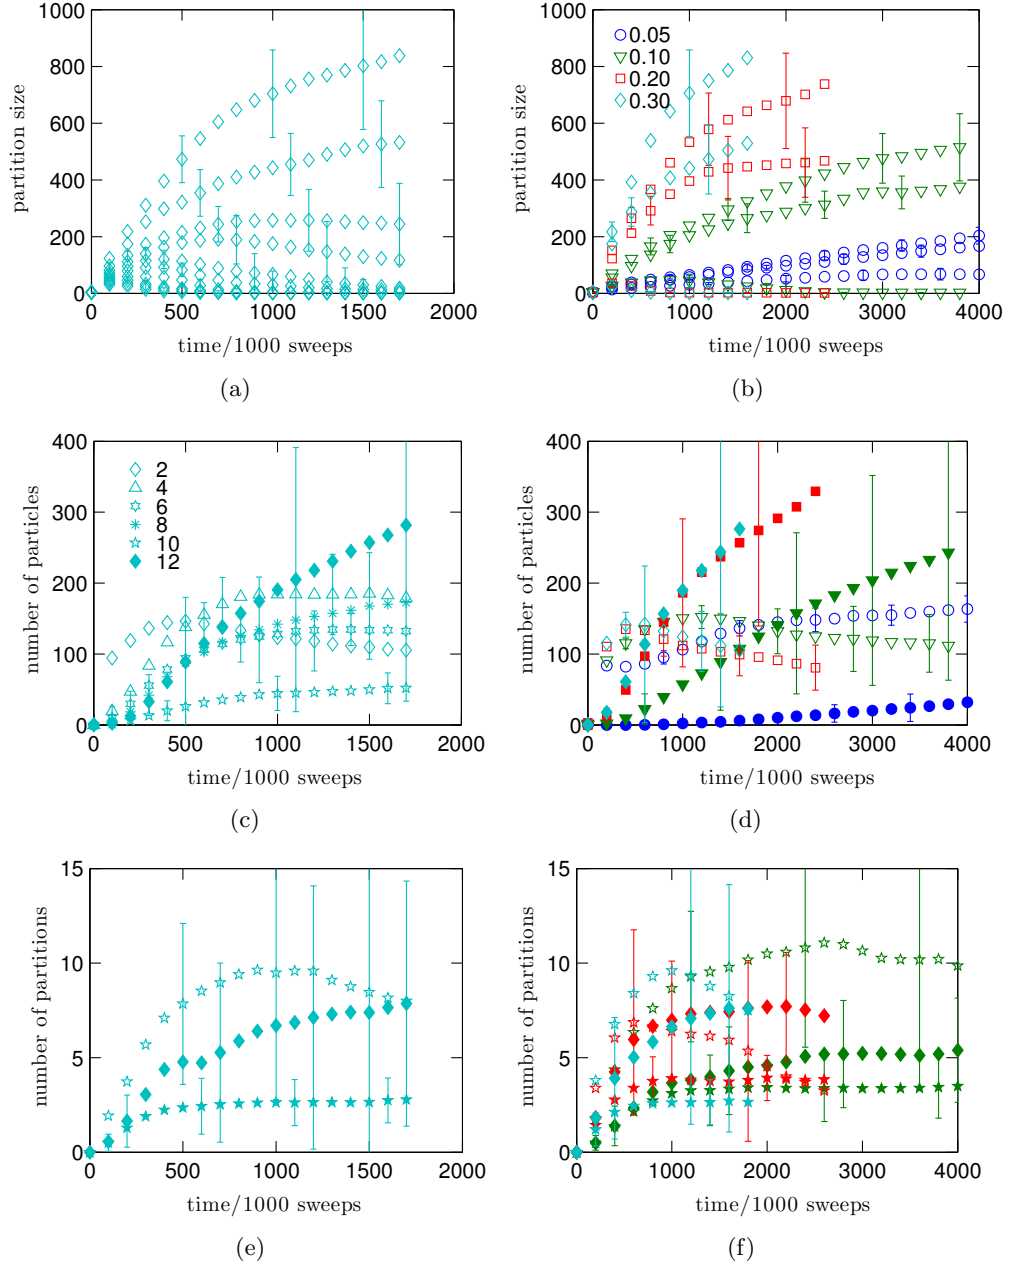 1000
800
600
400
200
0
partition size
0 500 1000 1500 2000
time/1000 sweeps
(a)
1000
800
600
400
200
0
partition size
0.05
0.10
0.20
0.30
0 1000 2000 3000 4000
time/1000 sweeps
(b)
400
300
200
100
0
number of particles
2
4
6
8
10
12
0 500 1000 1500 2000
time/1000 sweeps
(c)
400
300
200
100
0
number of particles
0 1000 2000 3000 4000
time/1000 sweeps
(d)
15
10
5
0
number of partitions
0 500 1000 1500 2000
time/1000 sweeps
(e)
15
10
5
0
number of partitions
0 1000 2000 3000 4000
time/1000 sweeps
(f)